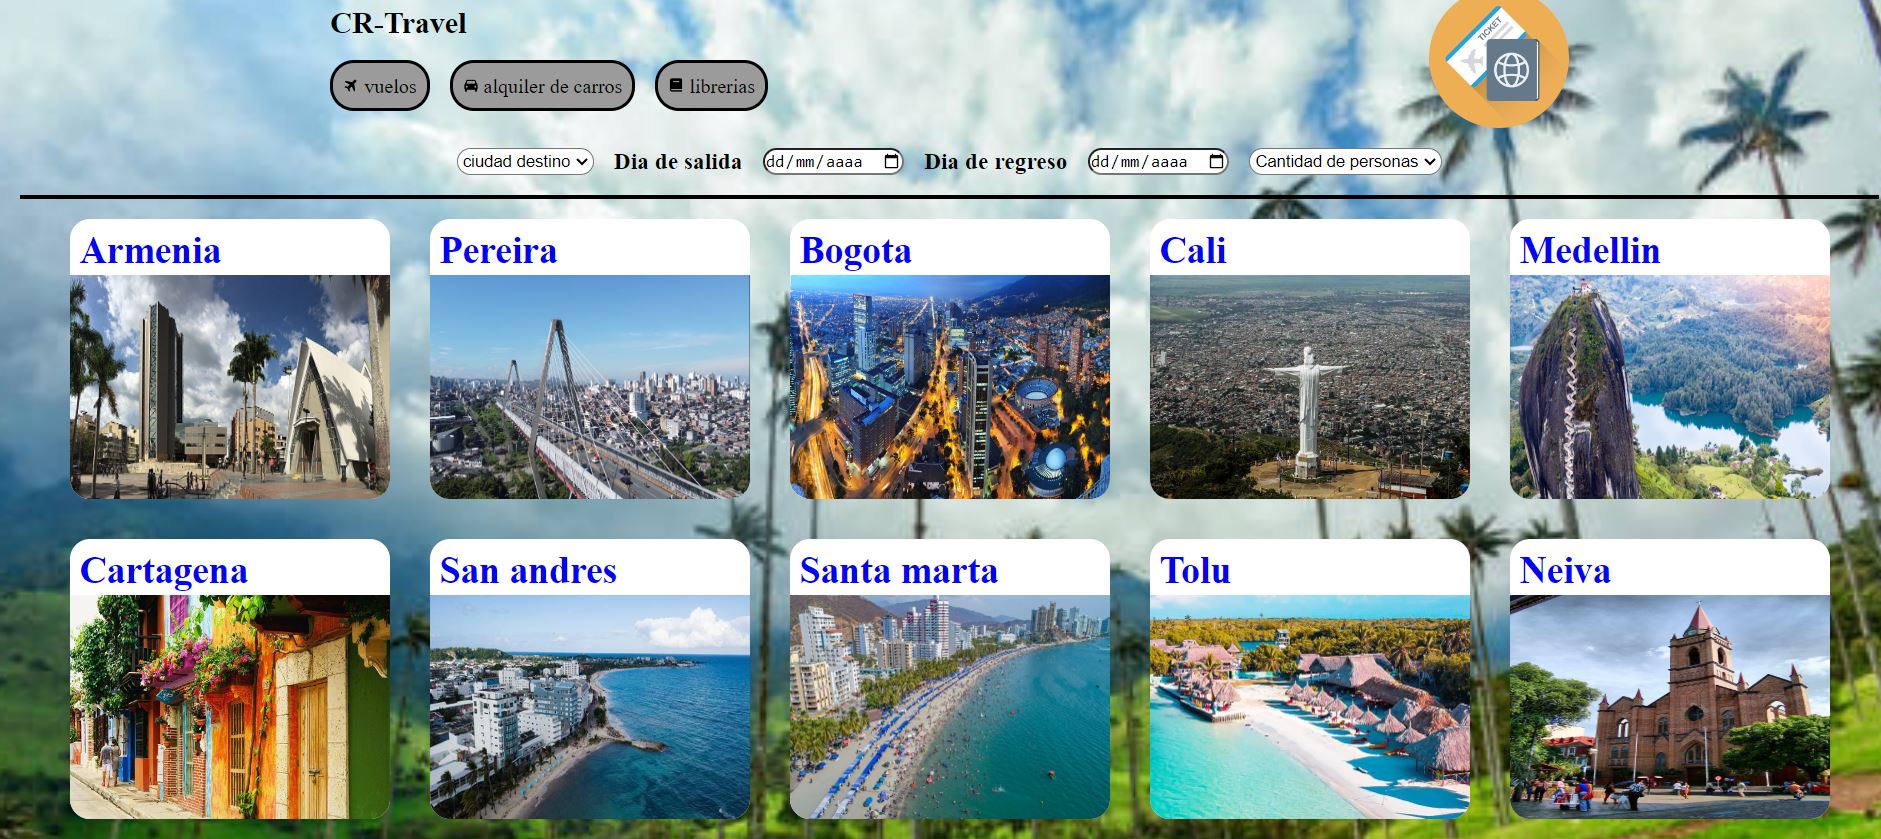 CR-Travel
TICKET
vuelos
alquiler de carros
librerias
ciudad destino
Dia de salida
dd/mm/aaaa
Dia de regreso
dd/mm/aaaa
Cantidad de personas
Armenia
Pereira
Bogota
Cali
Medellin
Cartagena
San andres
Santa marta
Tolu
Neiva